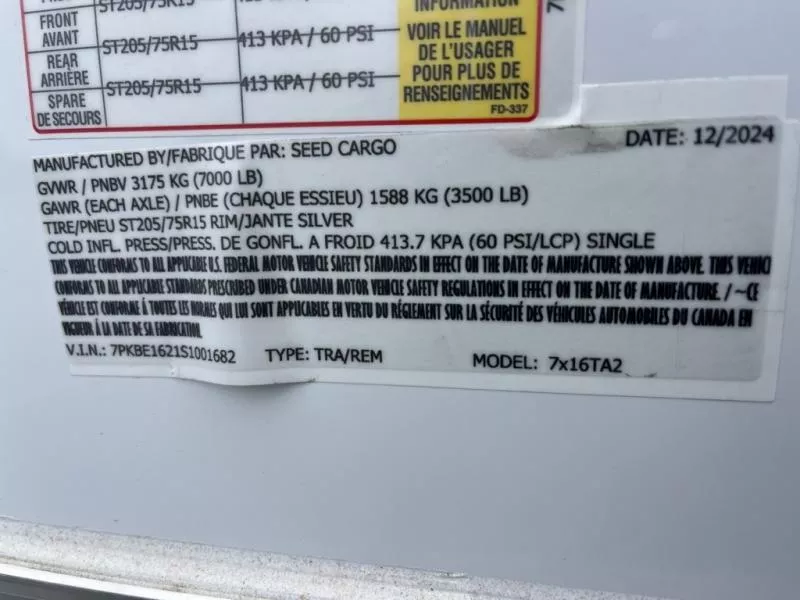 ST205/75R15
INFORMATION
FRONT
AVANT
ST205/75R15
413 KPA / 60 PSI
REAR
ARRIÈRE
ST205/75R15
413 KPA / 60 PSI
SPARE
DE SECOURS
VOIR LE MANUEL
DE L'USAGER
POUR PLUS DE
RENSEIGNEMENTS
FD-337
MANUFACTURED BY/FABRIQUE PAR: SEED CARGO
DATE: 12/2024
GVWR / PNBV 3175 KG (7000 LB)
GAWR (EACH AXLE) / PNBE (CHAQUE ESSIEU) 1588 KG (3500 LB)
TIRE/PNEU ST205/75R15 RIM/JANTE SILVER
COLD INFL. PRESS/PRESS. DE GONFL. A FROID 413.7 KPA (60 PSI/LCP) SINGLE
THIS VEHICLE CONFORMS TO ALL APPLICABLE U.S. FEDERAL MOTOR VEHICLE SAFETY STANDARDS IN EFFECT ON THE DATE OF MANUFACTURE SHOWN ABOVE. THIS VEHICL
CONFORMS TO ALL APPLICABLE STANDARDS PRESCRIBED UNDER CANADIAN MOTOR VEHICLE SAFETY REGULATIONS IN EFFECT ON THE DATE OF MANUFACTURE. / ~CE
VÉHICLE EST CONFORME À TOUTES LES NORMES QUI LUI SONT APPLICABLES EN VERTU DU RÉGLEMENT SUR LA SÉCURITÉ DES VÉHICULES AUTOMOBILES DU CANADA EN
VIGUEUR À LA DATE DE SA FABRICATION.
V.I.N.: 7PKBE1621S1001682
TYPE: TRA/REM
MODEL: 7x16TA2